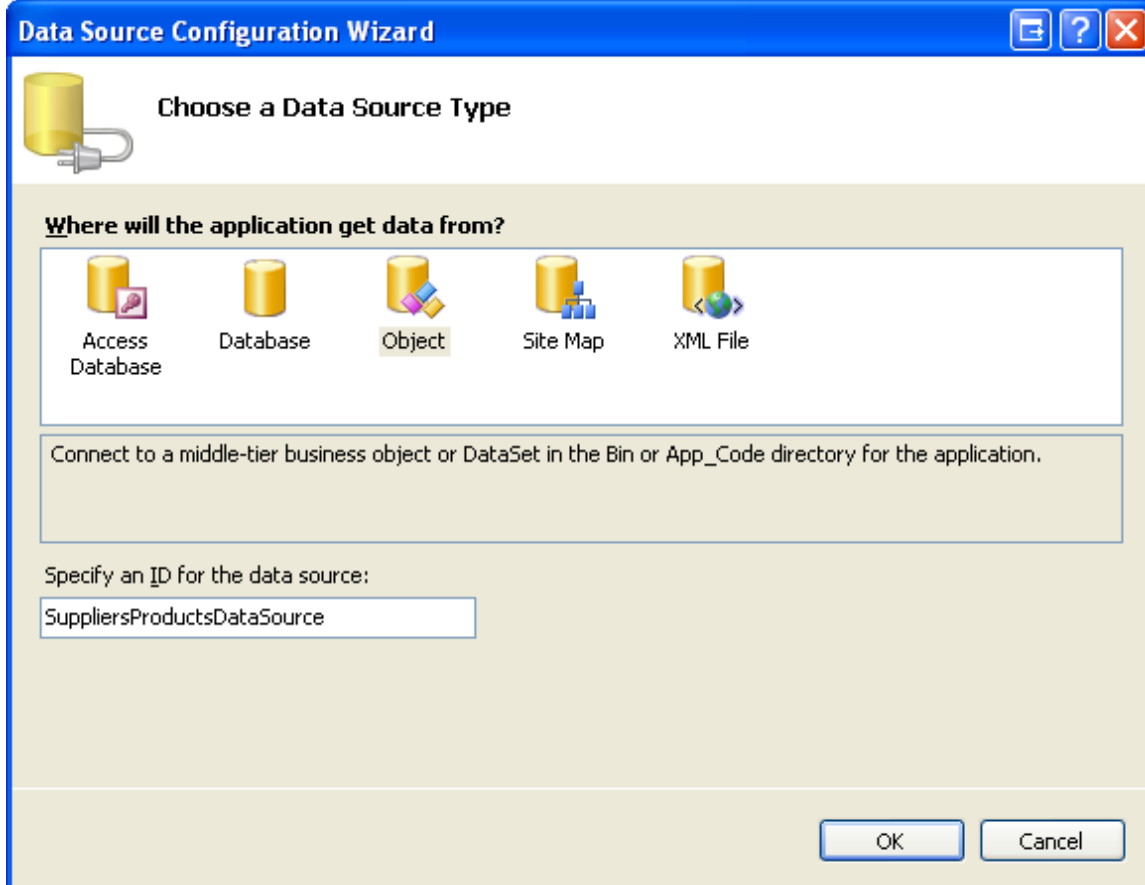 Data Source Configuration Wizard
Choose a Data Source Type
Where will the application get data from?
Access
Database
Database
Object
Site Map
XML File
Connect to a middle-tier business object or DataSet in the Bin or App_Code directory for the application.
Specify an ID for the data source:
SuppliersProductsDataSource
OK
Cancel